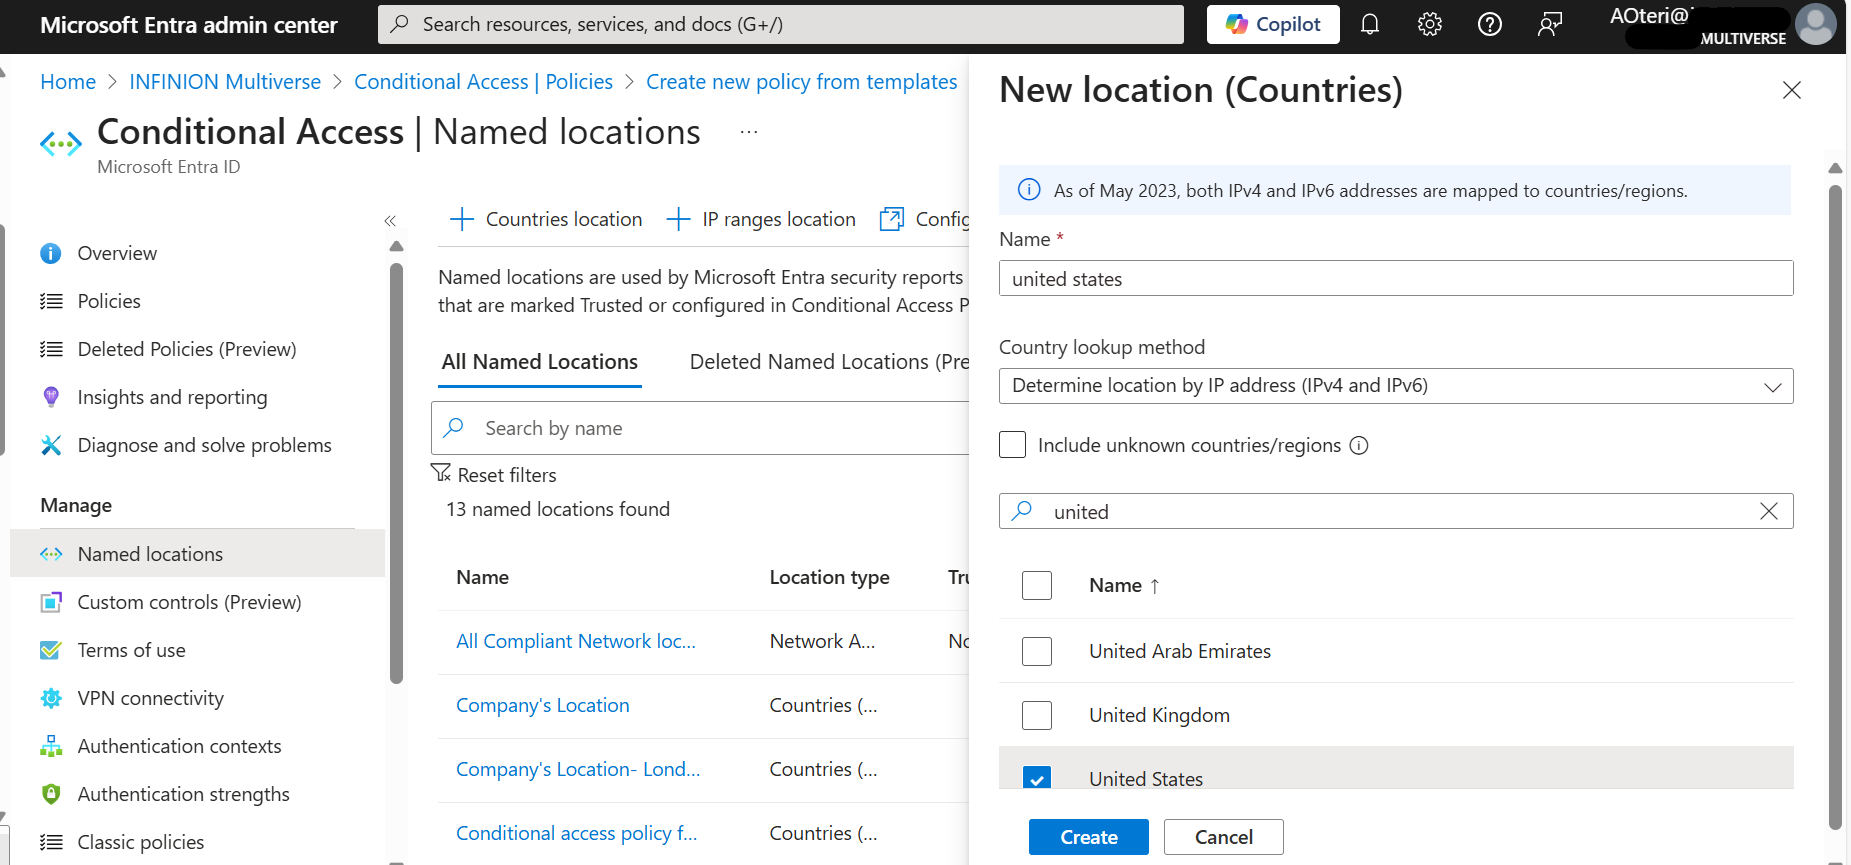 Microsoft Entra admin center
Search resources, services, and docs (G+/)
Copilot
AOteri@
MULTIVERSE
Home > INFINION Multiverse > Conditional Access | Policies > Create new policy from templates
Conditional Access | Named locations ...
Microsoft Entra ID
«
Overview
Policies
Deleted Policies (Preview)
Insights and reporting
Diagnose and solve problems
Manage
Named locations
Custom controls (Preview)
Terms of use
VPN connectivity
Authentication contexts
Authentication strengths
Classic policies
+ Countries location + IP ranges location Config
Named locations are used by Microsoft Entra security reports
that are marked Trusted or configured in Conditional Access P
All Named Locations Deleted Named Locations (Pre
Search by name
Reset filters
13 named locations found
Name Location type Tru
All Compliant Network loc... Network A... No
Company's Location Countries (...
Company's Location- Lond... Countries (...
Conditional access policy f... Countries (...
New location (Countries)
As of May 2023, both IPv4 and IPv6 addresses are mapped to countries/regions.
Name *
united states
Country lookup method
Determine location by IP address (IPv4 and IPv6)
Include unknown countries/regions
united
Name ↑
United Arab Emirates
United Kingdom
United States
Create Cancel